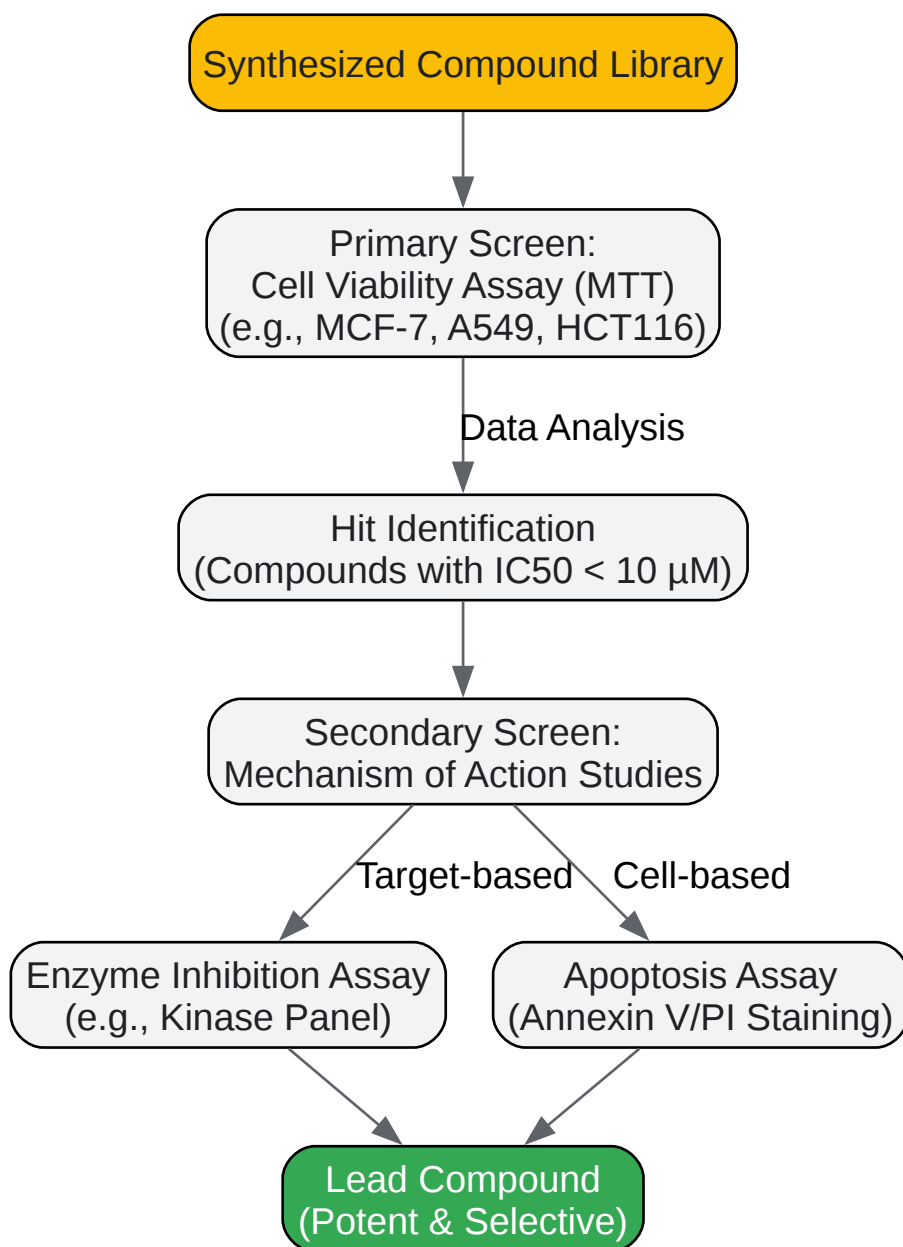 Synthesized Compound Library
Primary Screen:
Cell Viability Assay (MTT)
(e.g., MCF-7, A549, HCT116)
Data Analysis
Hit Identification
(Compounds with IC50 < 10 µM)
Secondary Screen:
Mechanism of Action Studies
Target-based
Cell-based
Enzyme Inhibition Assay
(e.g., Kinase Panel)
Apoptosis Assay
(Annexin V/PI Staining)
Lead Compound
(Potent & Selective)